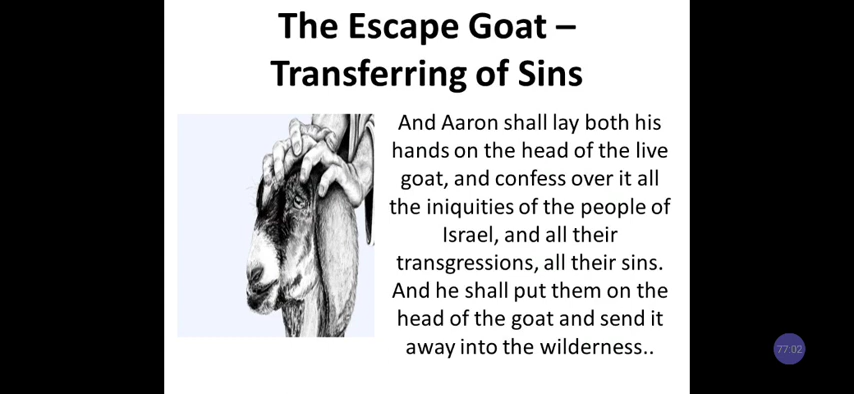 The Escape Goat –
Transferring of Sins
And Aaron shall lay both his
hands on the head of the live
goat, and confess over it all
the iniquities of the people of
Israel, and all their
transgressions, all their sins.
And he shall put them on the
head of the goat and send it
away into the wilderness..
77:02